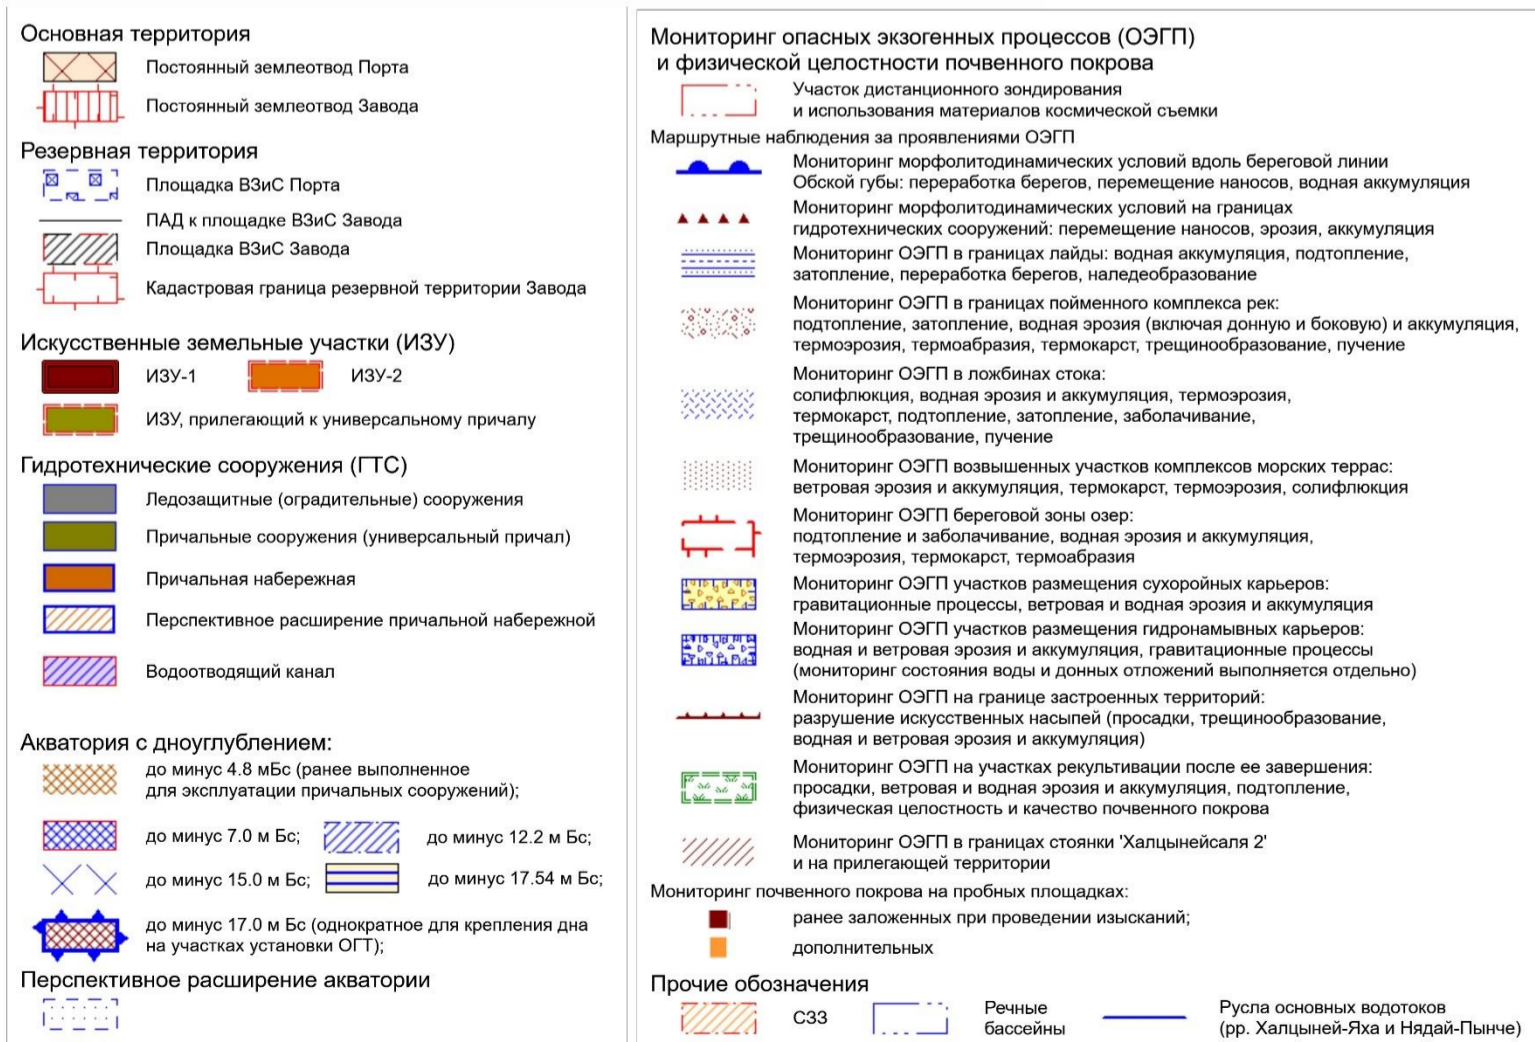 Основная территория
Постоянный землеотвод Порта
Постоянный землеотвод Завода
Резервная территория
Площадка ВЗиС Порта
ПАД к площадке ВЗиС Завода
Площадка ВЗиС Завода
Кадастровая граница резервной территории Завода
Искусственные земельные участки (ИЗУ)
ИЗУ-1
ИЗУ-2
ИЗУ, прилегающий к универсальному причалу
Гидротехнические сооружения (ГТС)
Ледозащитные (оградительные) сооружения
Причальные сооружения (универсальный причал)
Причальная набережная
Перспективное расширение причальной набережной
Водоотводящий канал
Акватория с дноуглублением:
до минус 4.8 мБс (ранее выполненное
для эксплуатации причальных сооружений);
до минус 7.0 м Бс;
до минус 12.2 м Бс;
до минус 15.0 м Бс;
до минус 17.54 м Бс;
до минус 17.0 м Бс (однократное для крепления дна
на участках установки ОГТ);
Перспективное расширение акватории
Мониторинг опасных экзогенных процессов (ОЭГП)
и физической целостности почвенного покрова
Участок дистанционного зондирования
и использования материалов космической съемки
Маршрутные наблюдения за проявлениями ОЭГП
Мониторинг морфолитодинамических условий вдоль береговой линии
Обской губы: переработка берегов, перемещение наносов, водная аккумуляция
Мониторинг морфолитодинамических условий на границах
гидротехнических сооружений: перемещение наносов, эрозия, аккумуляция
Мониторинг ОЭГП в границах лайды: водная аккумуляция, подтопление,
затопление, переработка берегов, наледеобразование
Мониторинг ОЭГП в границах пойменного комплекса рек:
подтопление, затопление, водная эрозия (включая донную и боковую) и аккумуляция,
термоэрозия, термоабразия, термокарст, трещинообразование, пучение
Мониторинг ОЭГП в ложбинах стока:
солифлюкция, водная эрозия и аккумуляция, термоэрозия,
термокарст, подтопление, затопление, заболачивание,
трещинообразование, пучение
Мониторинг ОЭГП возвышенных участков комплексов морских террас:
ветровая эрозия и аккумуляция, термокарст, термоэрозия, солифлюкция
Мониторинг ОЭГП береговой зоны озер:
подтопление и заболачивание, водная эрозия и аккумуляция,
термоэрозия, термокарст, термоабразия
Мониторинг ОЭГП участков размещения сухоройных карьеров:
гравитационные процессы, ветровая и водная эрозия и аккумуляция
Мониторинг ОЭГП участков размещения гидронамывных карьеров:
водная и ветровая эрозия и аккумуляция, гравитационные процессы
(мониторинг состояния воды и донных отложений выполняется отдельно)
Мониторинг ОЭГП на границе застроенных территорий:
разрушение искусственных насыпей (просадки, трещинообразование,
водная и ветровая эрозия и аккумуляция)
Мониторинг ОЭГП на участках рекультивации после ее завершения:
просадки, ветровая и водная эрозия и аккумуляция, подтопление,
физическая целостность и качество почвенного покрова
Мониторинг ОЭГП в границах стоянки 'Халцынейсаля 2'
и на прилегающей территории
Мониторинг почвенного покрова на пробных площадках:
ранее заложенных при проведении изысканий;
дополнительных
Прочие обозначения
СЗЗ
Речные
бассейны
Русла основных водотоков
(рр. Халцыней-Яха и Нядай-Пынче)